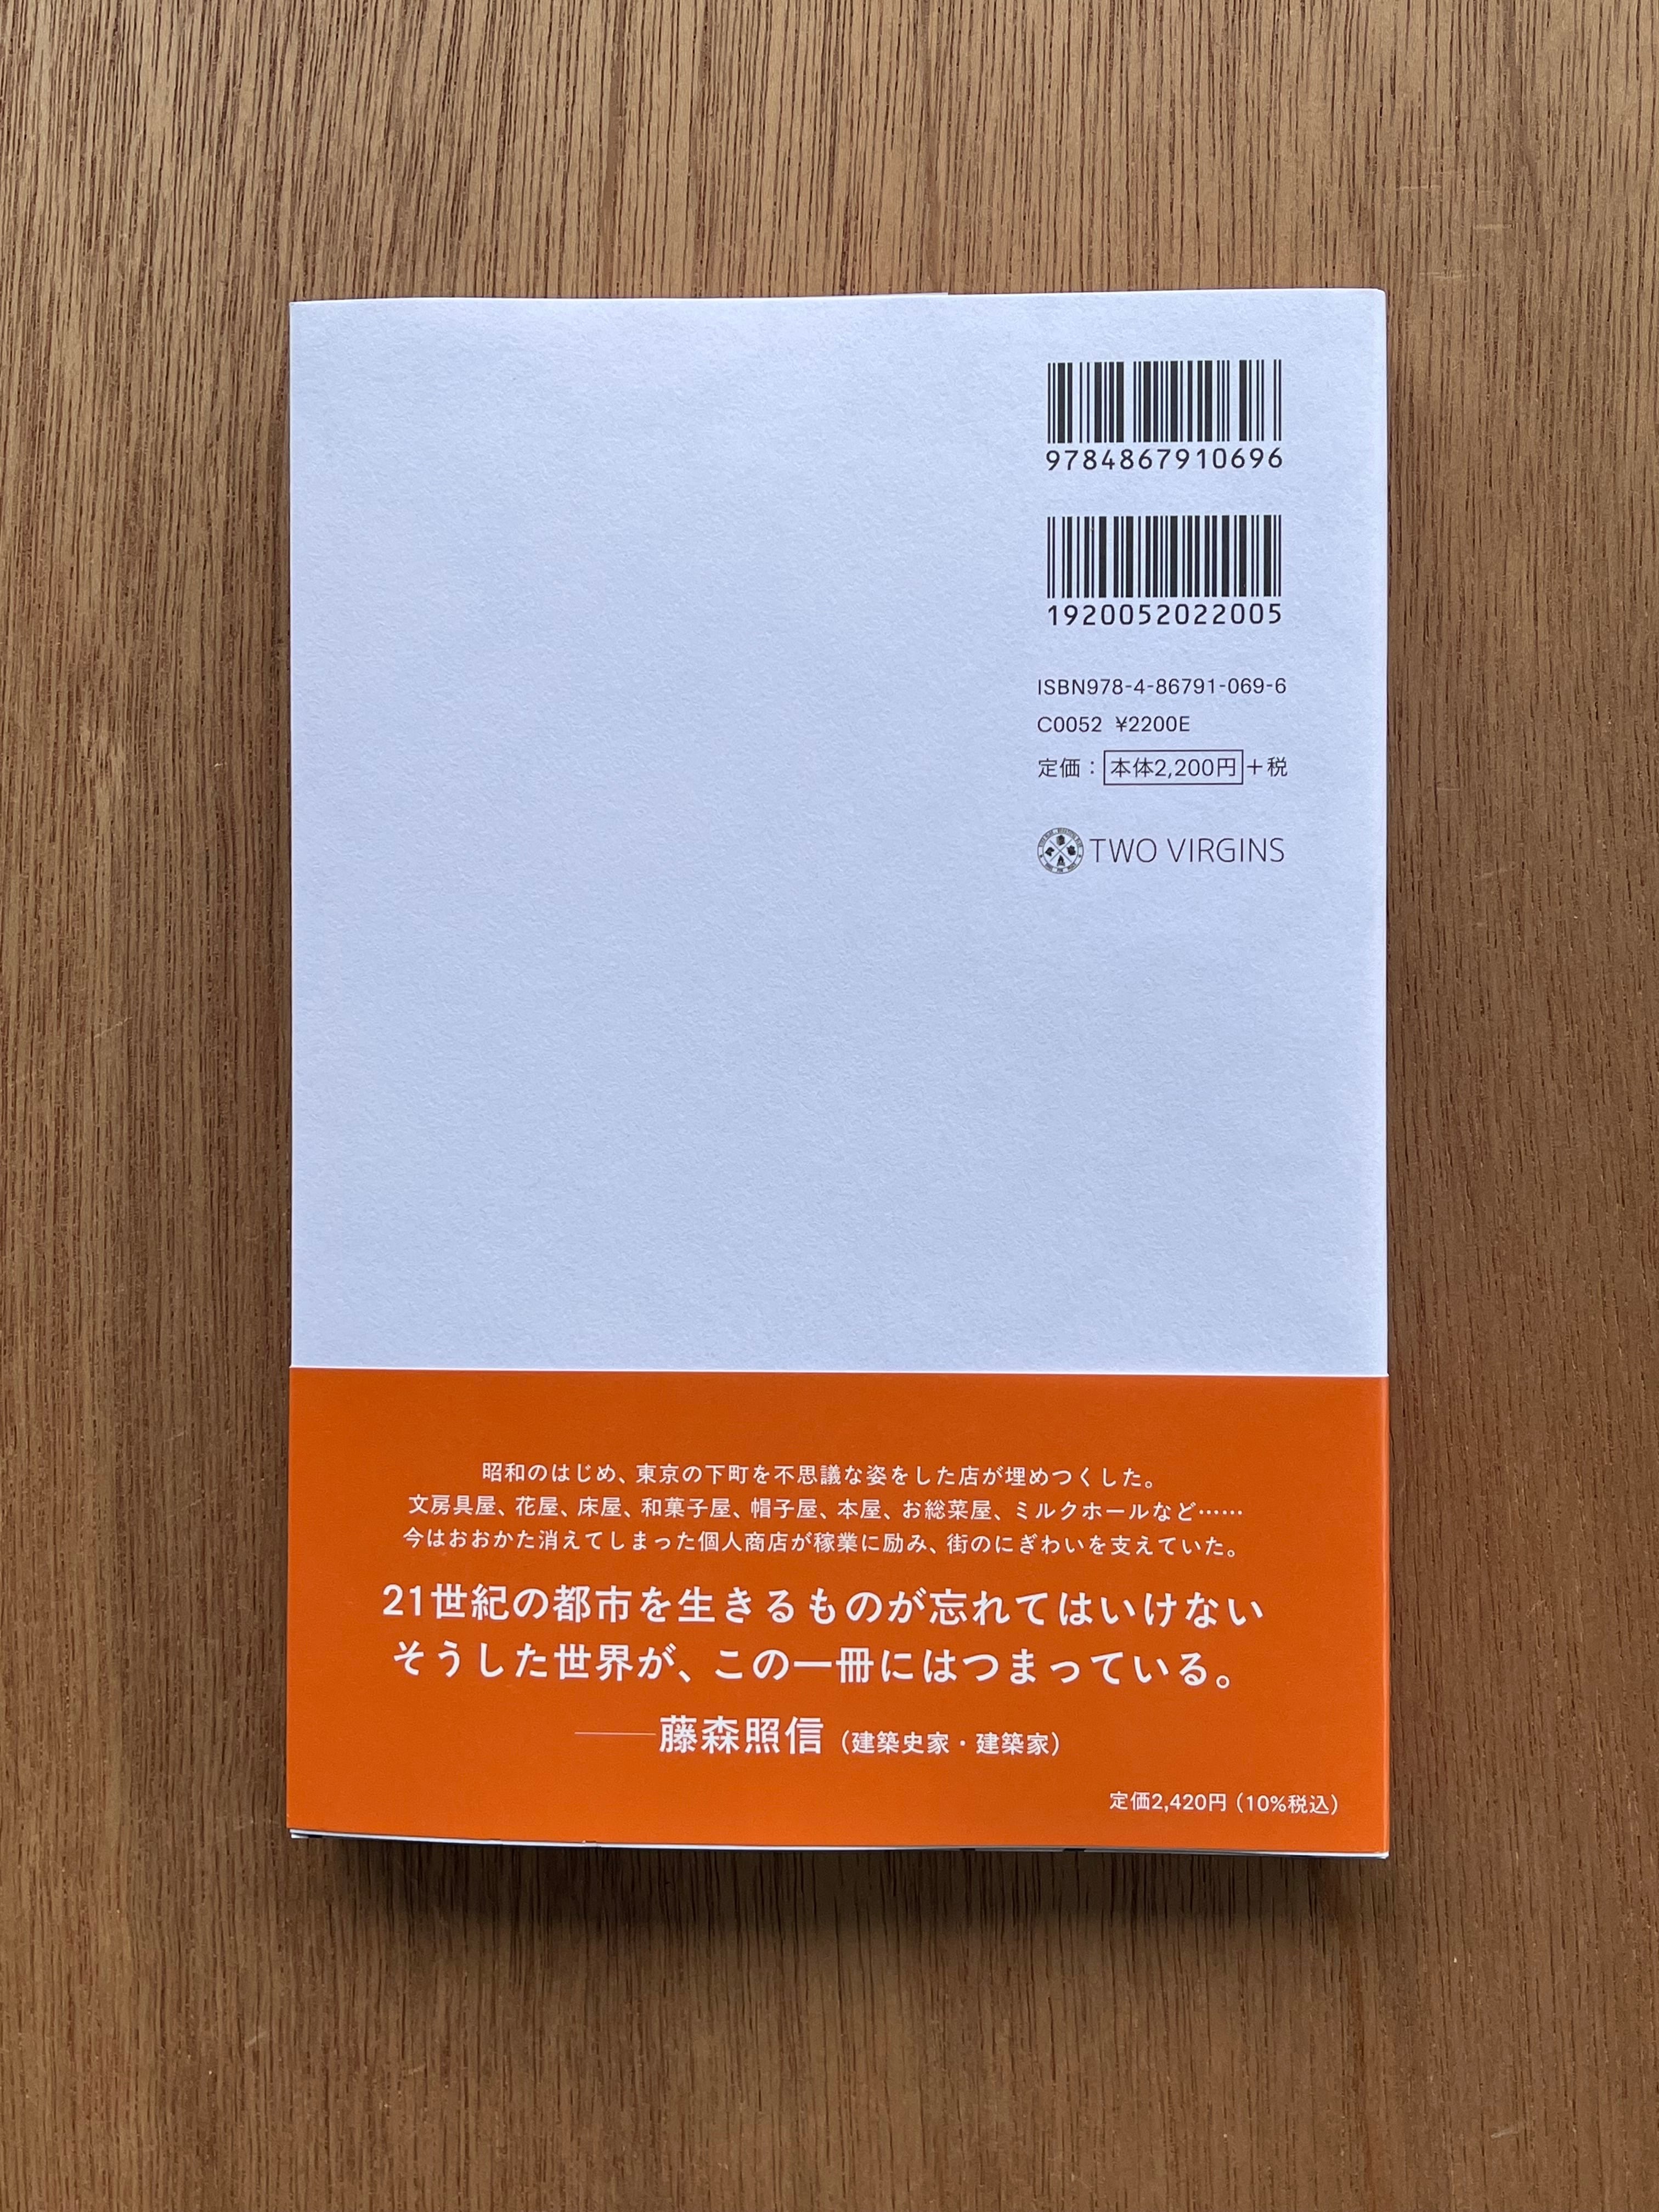 9784867910696
1920052022005
ISBN978-4-86791-069-6
C0052 ¥2200E
定価：本体2,200円＋税
TWO VIRGINS
昭和のはじめ、東京の下町を不思議な姿をした店が埋めつくした。
文房具屋、花屋、床屋、和菓子屋、帽子屋、本屋、お総菜屋、ミルクホールなど……
今はおおかた消えてしまった個人商店が稼業に励み、街のにぎわいを支えていた。
21世紀の都市を生きるものが忘れてはいけない
そうした世界が、この一冊にはつまっている。
——藤森照信（建築史家・建築家）
定価2,420円（10%税込）